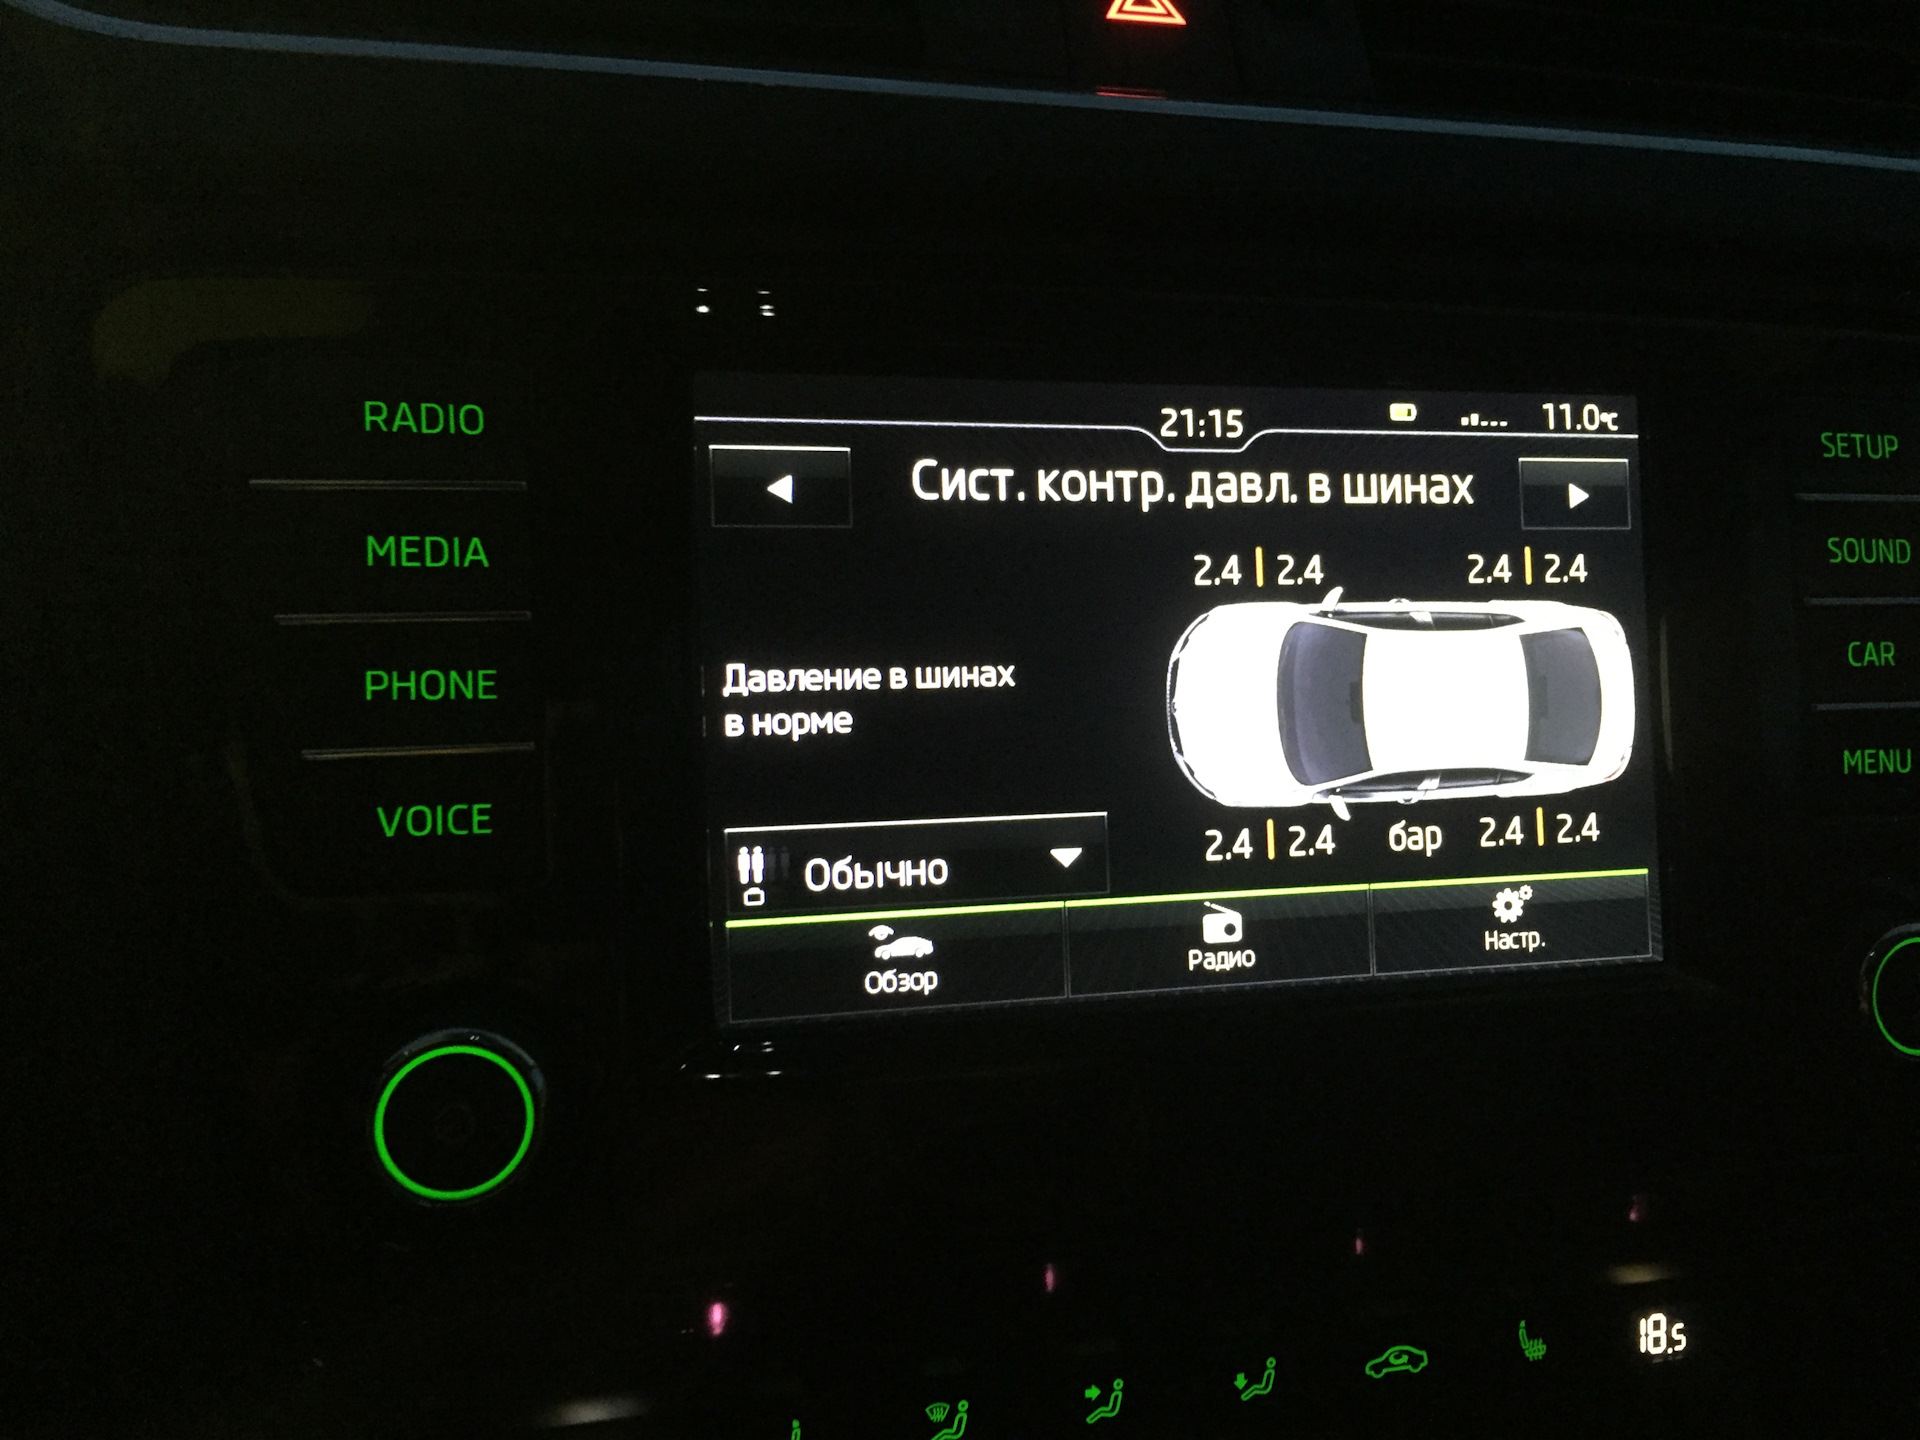 RADIO
MEDIA
PHONE
VOICE
21:15
11.0℃
Сист. контр. давл. в шинах
2.4 | 2.4
2.4 | 2.4
Давление в шинах
в норме
2.4 | 2.4
бар
2.4 | 2.4
Обычно
Обзор
Радио
Настр.
SETUP
SOUND
CAR
MENU
18.5